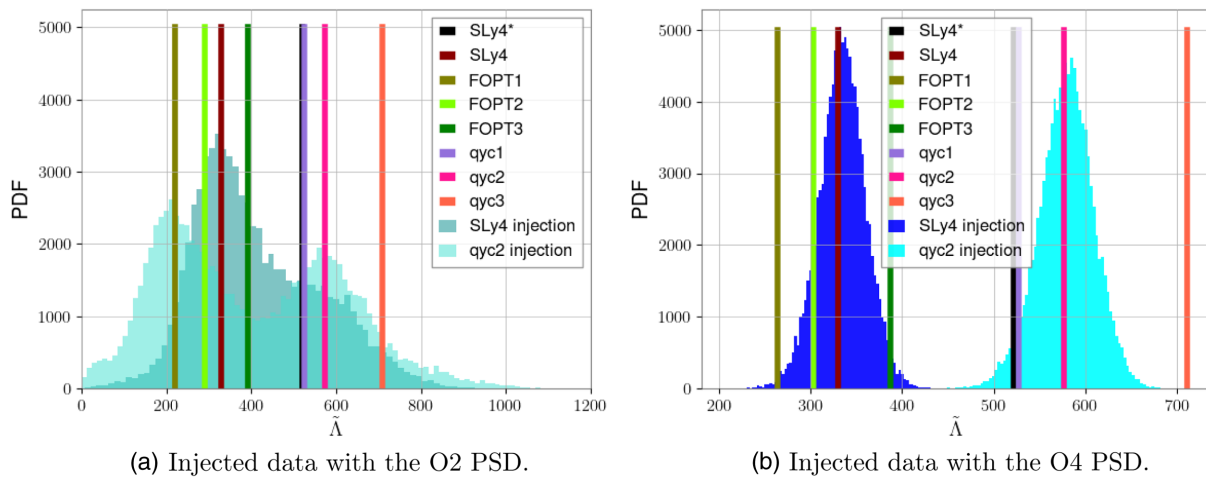 5000
4000
3000
2000
1000
0
PDF
0 200 400 600 800 1000 1200
Λ̃
SLy4*
SLy4
FOPT1
FOPT2
FOPT3
qyc1
qyc2
qyc3
SLy4 injection
qyc2 injection
(a) Injected data with the O2 PSD.
5000
4000
3000
2000
1000
0
PDF
200 300 400 500 600 700
Λ̃
SLy4*
SLy4
FOPT1
FOPT2
FOPT3
qyc1
qyc2
qyc3
SLy4 injection
qyc2 injection
(b) Injected data with the O4 PSD.